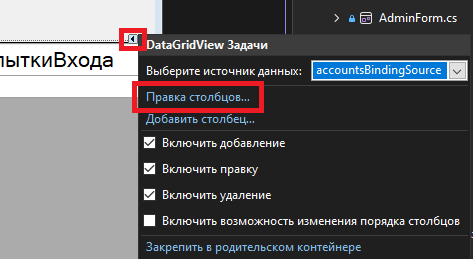 AdminForm.cs
DataGridView Задачи
пыткиВхода
Выберите источник данных: accountsBindingSource
Правка столбцов...
Добавить столбец...
Включить добавление
Включить правку
Включить удаление
Включить возможность изменения порядка столбцов
Закрепить в родительском контейнере